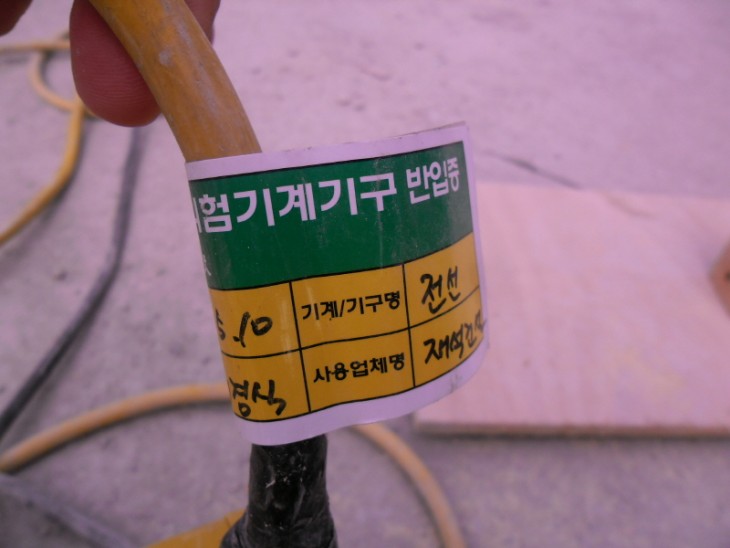 험기계기구 반입증
5.10 기계/기구명 전선
경식 사용업체명